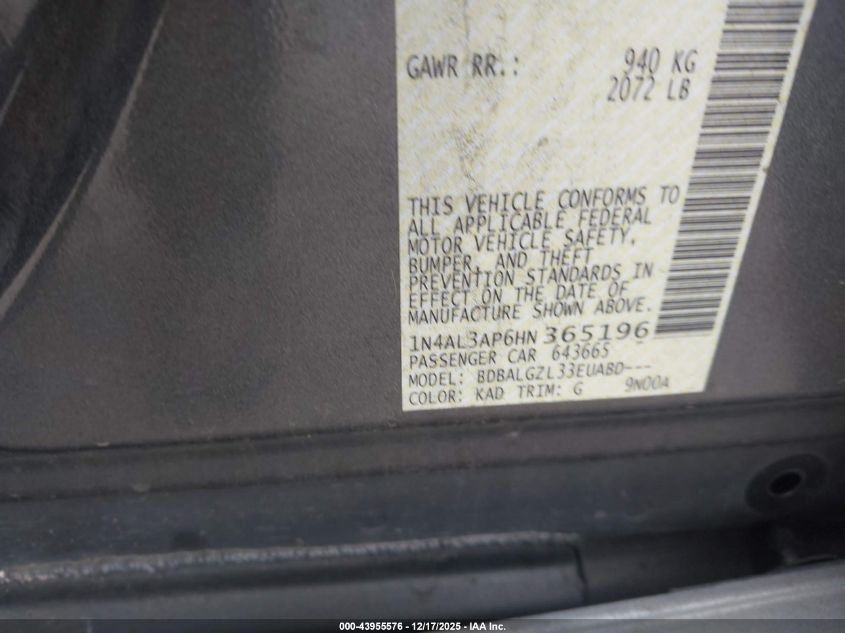 GAWR RR.: 940 KG
2072 LB
THIS VEHICLE CONFORMS TO
ALL APPLICABLE FEDERAL
MOTOR VEHICLE SAFETY,
BUMPER, AND THEFT
PREVENTION STANDARDS IN
EFFECT ON THE DATE OF
MANUFACTURE SHOWN ABOVE.
1N4AL3AP6HN365196
PASSENGER CAR 643665
MODEL: BDBALGZL33EUABD---
COLOR: KAD TRIM: G 9N00A
000-43955576 – 12/17/2025 – IAA Inc.